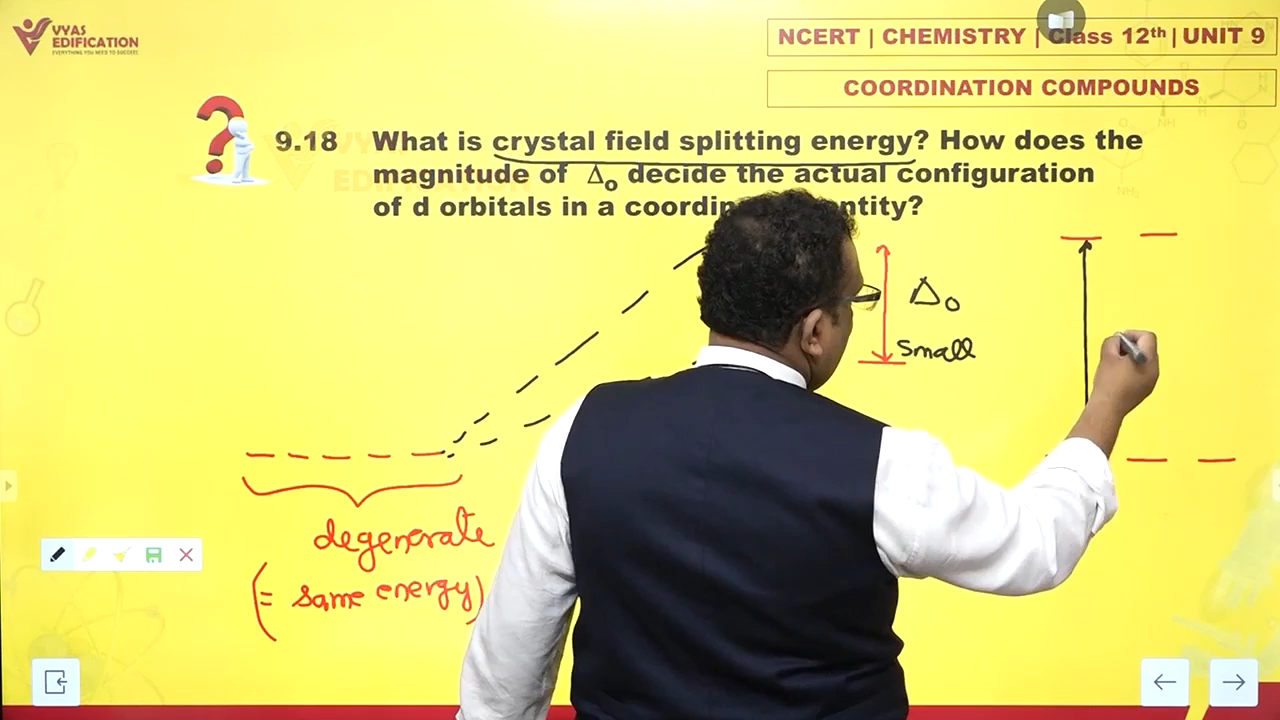 VYAS
EDIFICATION
EVERYTHING YOU NEED TO SUCCEED
NCERT | CHEMISTRY | Class 12th | UNIT 9
COORDINATION COMPOUNDS
9.18 What is crystal field splitting energy? How does the
magnitude of Δo decide the actual configuration
of d orbitals in a entity?
Δo
Small
degenerate
(= same energy)